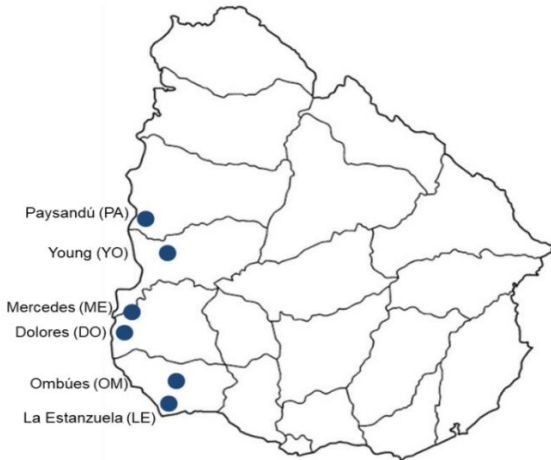 Paysandú (PA)
Young (YO)
Mercedes (ME)
Dolores (DO)
Ombúes (OM)
La Estanzuela (LE)